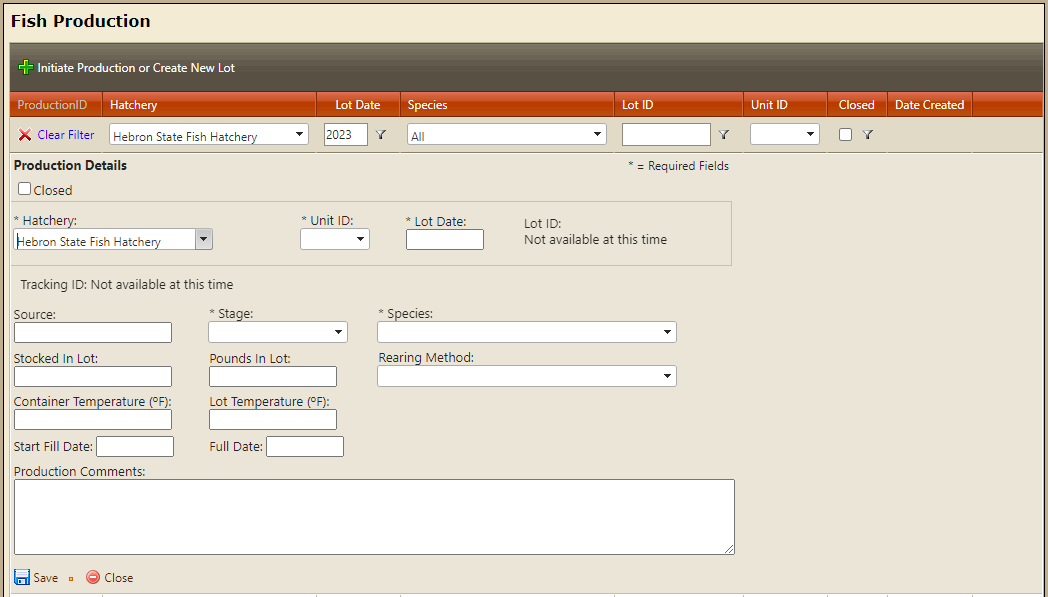 Fish Production
Initiate Production or Create New Lot
ProductionID Hatchery Lot Date Species Lot ID Unit ID Closed Date Created
Clear Filter Hebron State Fish Hatchery 2023 All
Production Details * = Required Fields
Closed
* Hatchery: * Unit ID: * Lot Date: Lot ID:
Hebron State Fish Hatchery Not available at this time
Tracking ID: Not available at this time
Source: * Stage: * Species:
Stocked In Lot: Pounds In Lot: Rearing Method:
Container Temperature (ºF): Lot Temperature (ºF):
Start Fill Date: Full Date:
Production Comments:
Save Close